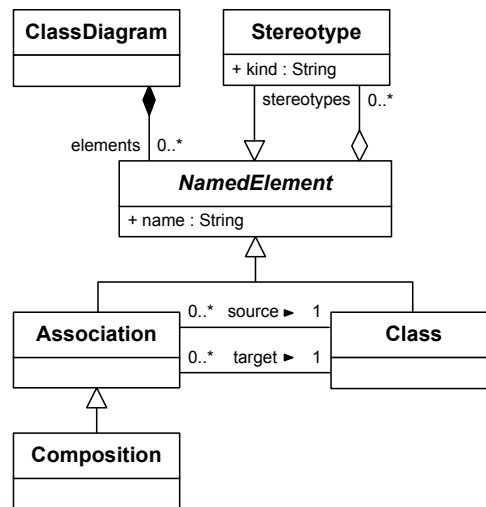 ClassDiagram
Stereotype
+ kind : String
stereotypes 0..*
elements 0..*
NamedElement
+ name : String
0..* source ► 1
Association
Class
0..* target ► 1
Composition